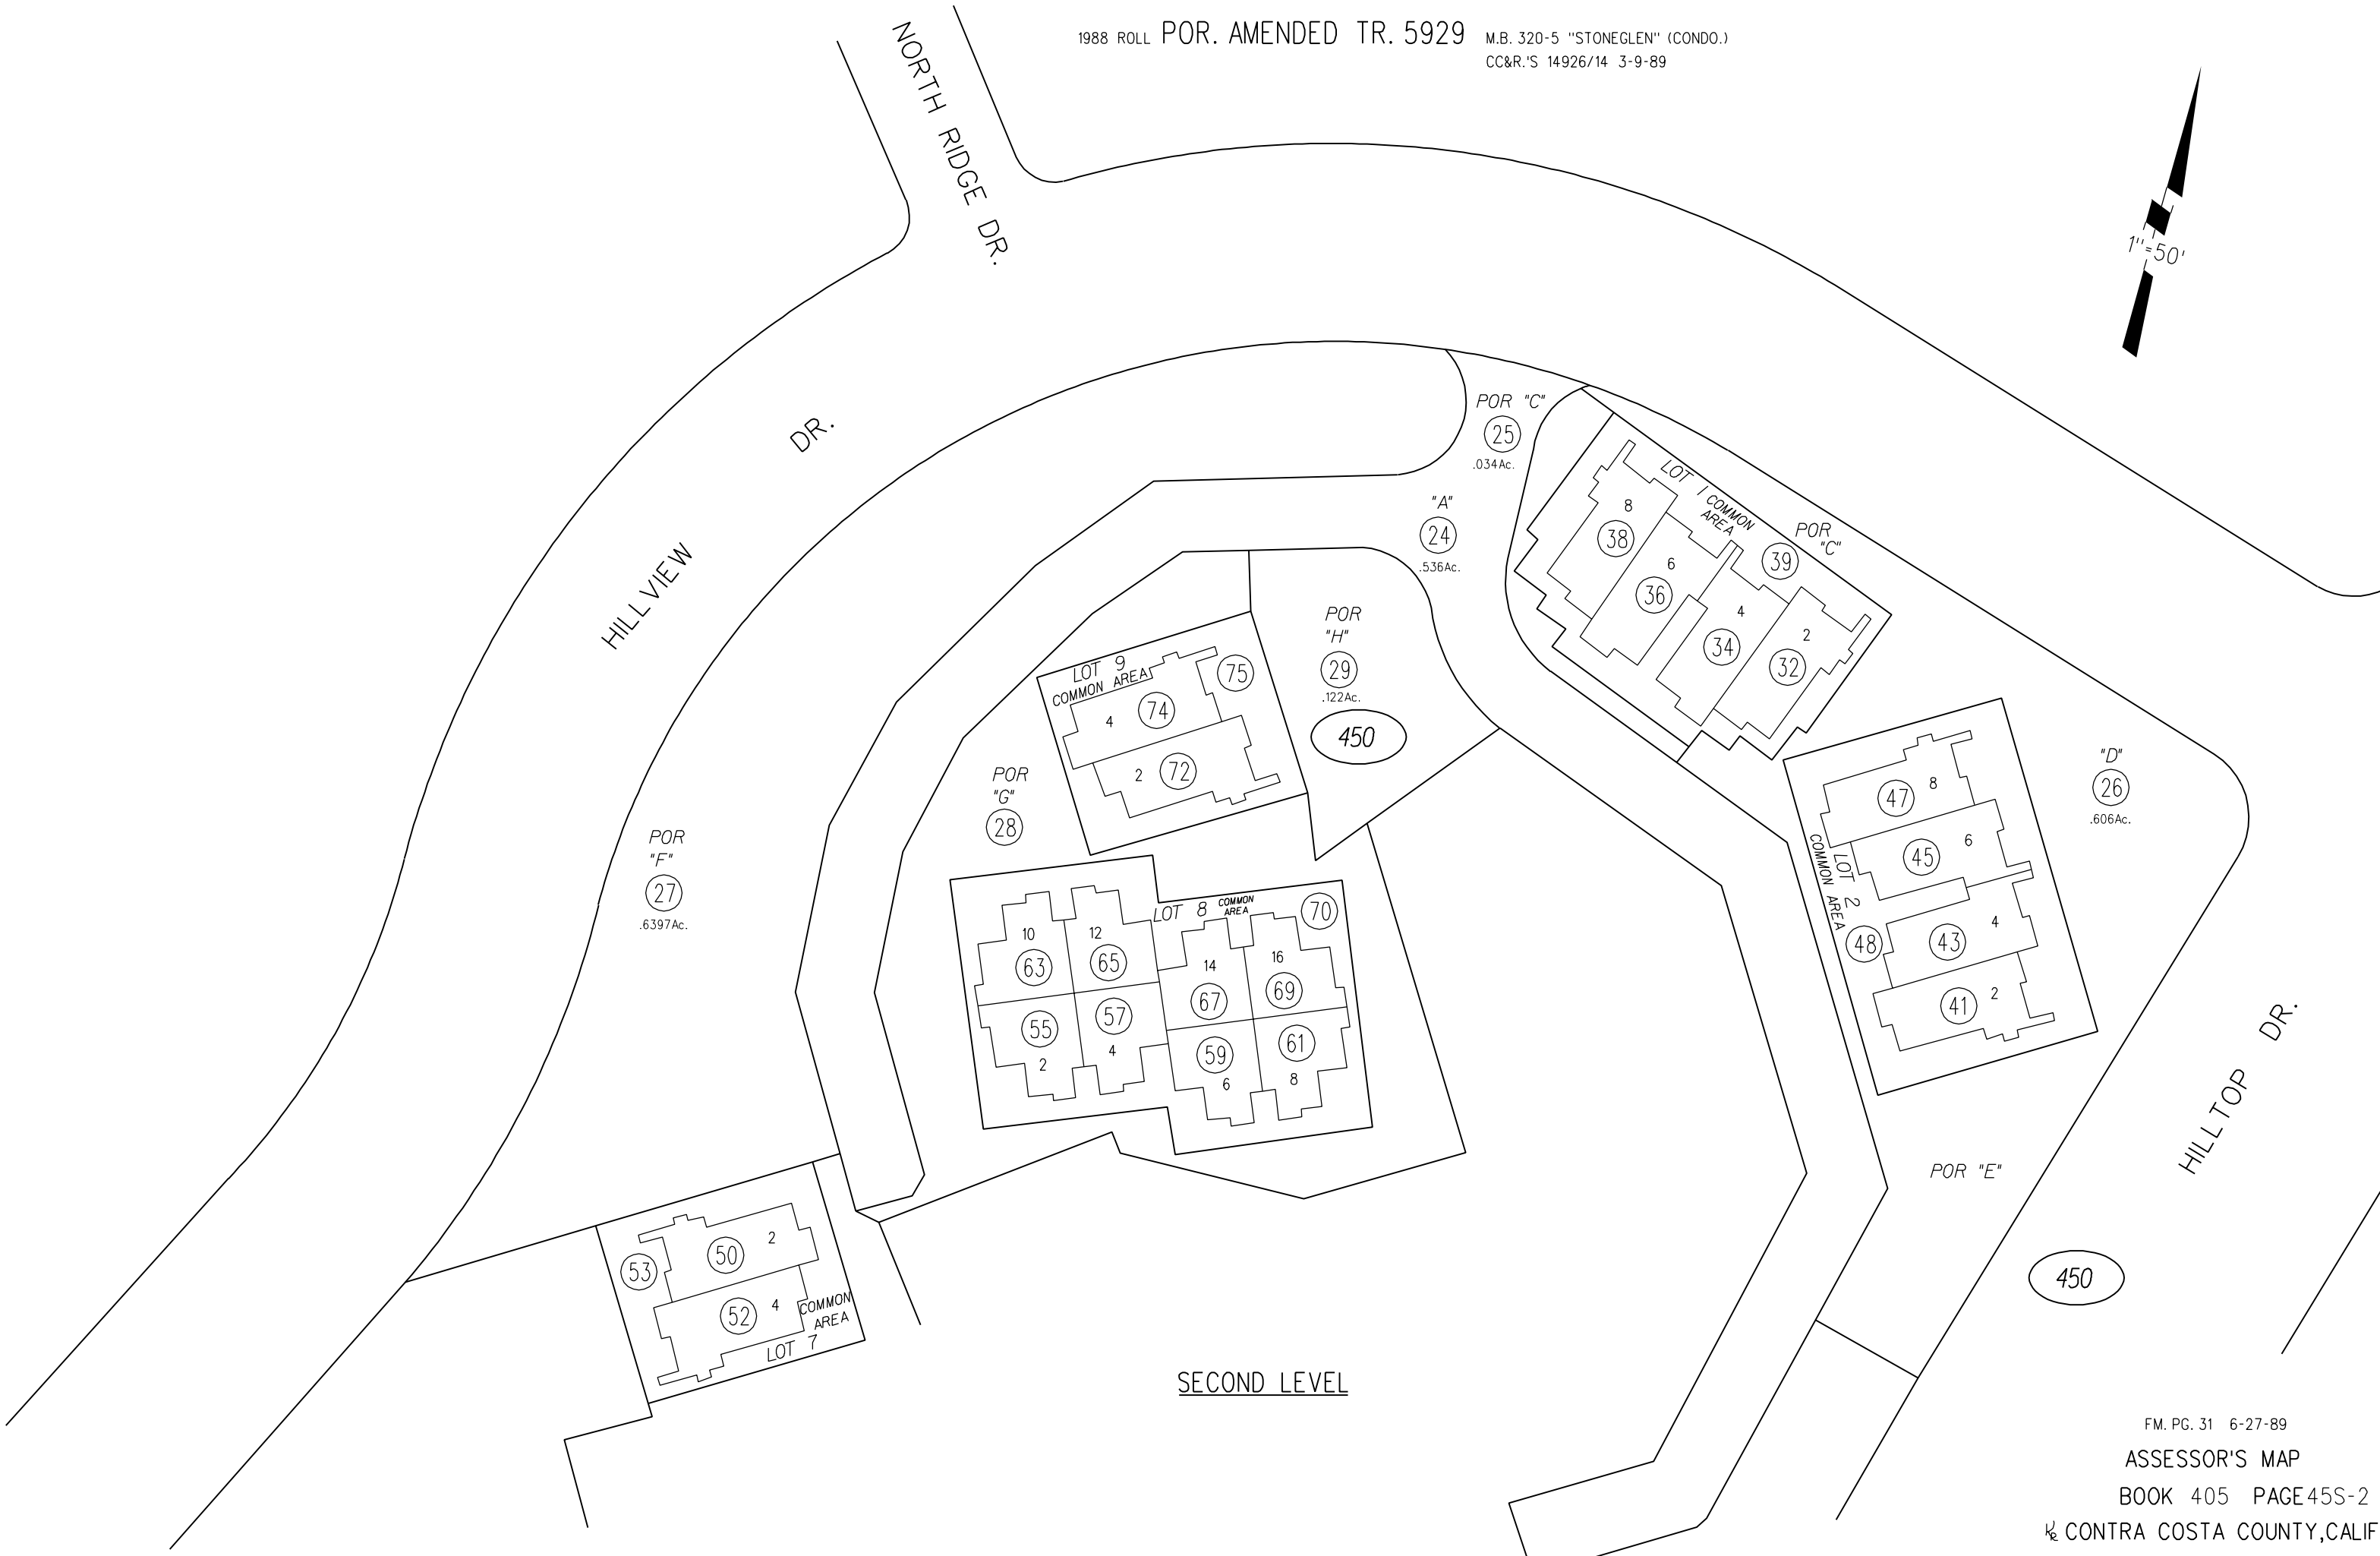 1988 ROLL POR. AMENDED TR. 5929 M.B. 320-5 "STONEGLEN" (CONDO.)
CC&R.'S 14926/14 3-9-89
NORTH RIDGE DR.
1"=50'
HILLVIEW DR.
POR "C"
25
.034Ac.
"A"
24
.536Ac.
LOT 1 COMMON
AREA
POR
"C"
39
8
38
6
36
4
34
2
32
POR
"H"
29
.122Ac.
450
LOT 9
COMMON AREA
75
4
74
2
72
POR
"G"
28
POR
"F"
27
.6397Ac.
"D"
26
.606Ac.
LOT 2
COMMON AREA
47
8
45
6
48
43
4
41
2
LOT 8
COMMON
AREA
70
10
63
12
65
14
67
16
69
55
2
57
4
59
6
61
8
HILLTOP DR.
POR "E"
450
53
50
2
52
4
COMMON
AREA
LOT 7
SECOND LEVEL
FM. PG. 31 6-27-89
ASSESSOR'S MAP
BOOK 405 PAGE 45S-2
CONTRA COSTA COUNTY, CALIF